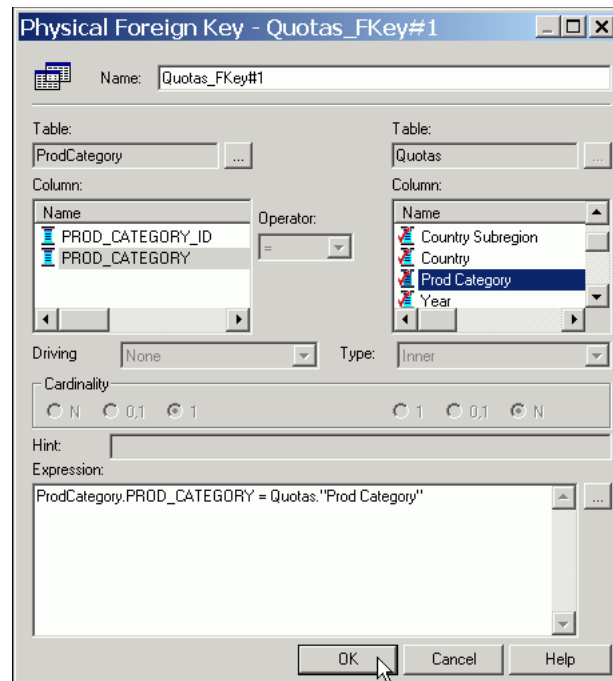 Physical Foreign Key - Quotas_FKey#1
Name: Quotas_FKey#1
Table: Table:
ProdCategory ... Quotas ...
Column: Column:
Name Operator: Name
PROD_CATEGORY_ID = Country Subregion
PROD_CATEGORY Country
Prod Category
Year
Driving None Type: Inner
Cardinality
N 0,1 1 1 0,1 N
Hint:
Expression:
ProdCategory.PROD_CATEGORY = Quotas."Prod Category" ...
OK Cancel Help